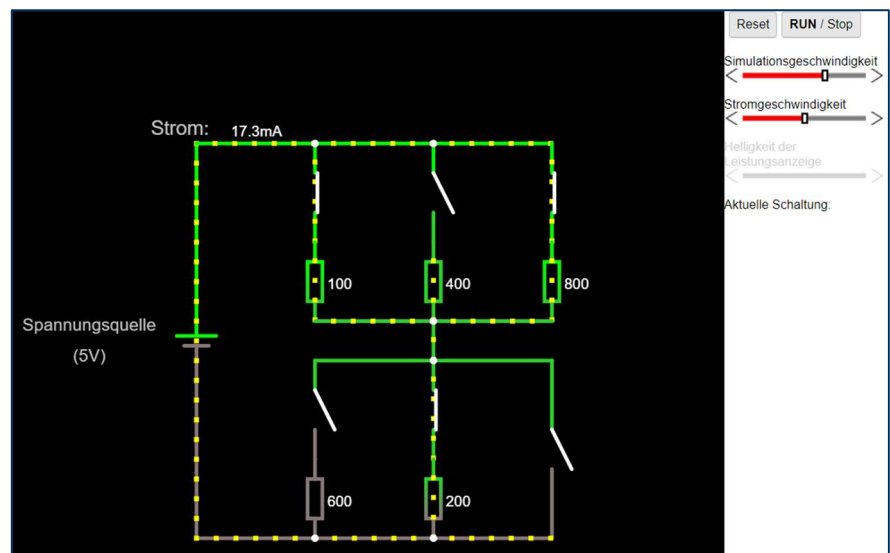 Reset
RUN / Stop
Simulationsgeschwindigkeit
Stromgeschwindigkeit
Helligkeit der
Leistungsanzeige
Aktuelle Schaltung:
Strom: 17.3mA
100
400
800
Spannungsquelle
(5V)
600
200